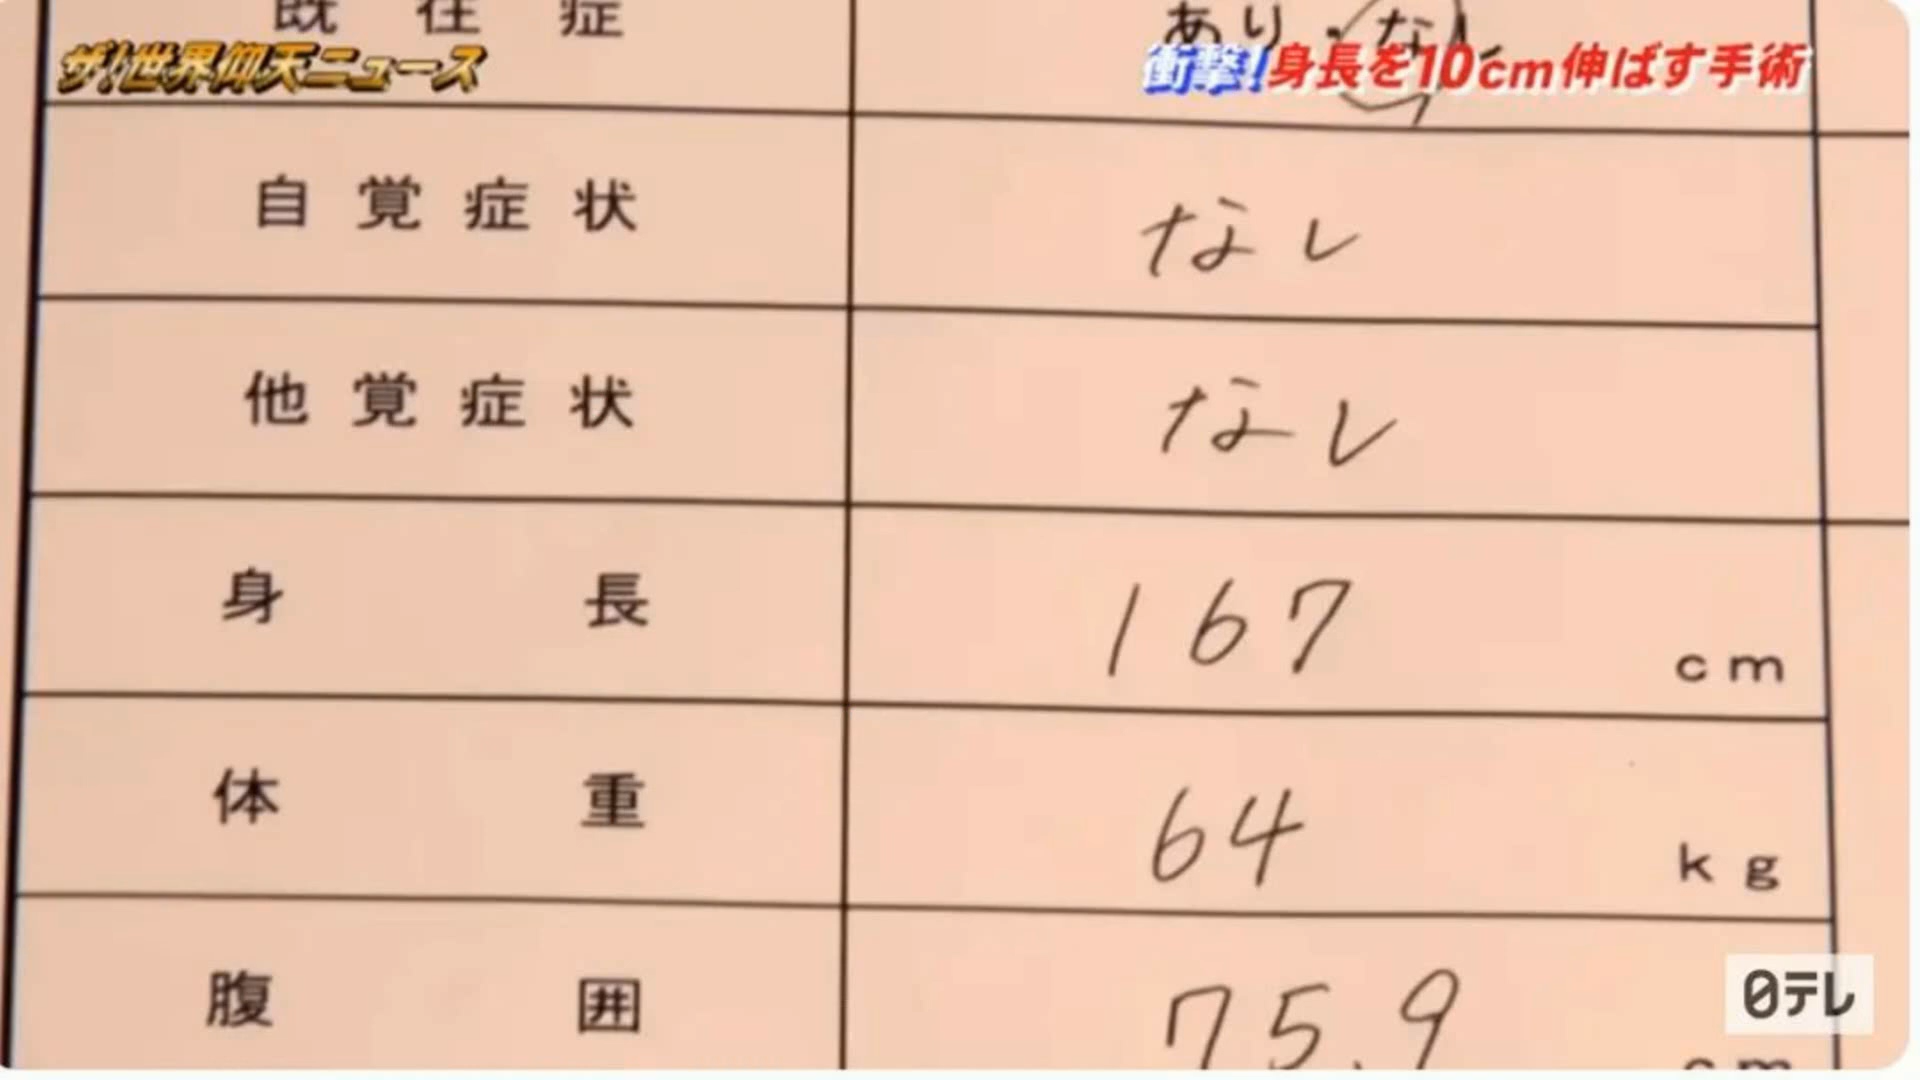 既往症 あり・なし
ザ!世界仰天ニュース
衝撃!身長を10cm伸ばす手術
自覚症状 なし
他覚症状 なし
身長 167 cm
体重 64 kg
腹囲 75.9 cm
日テレ